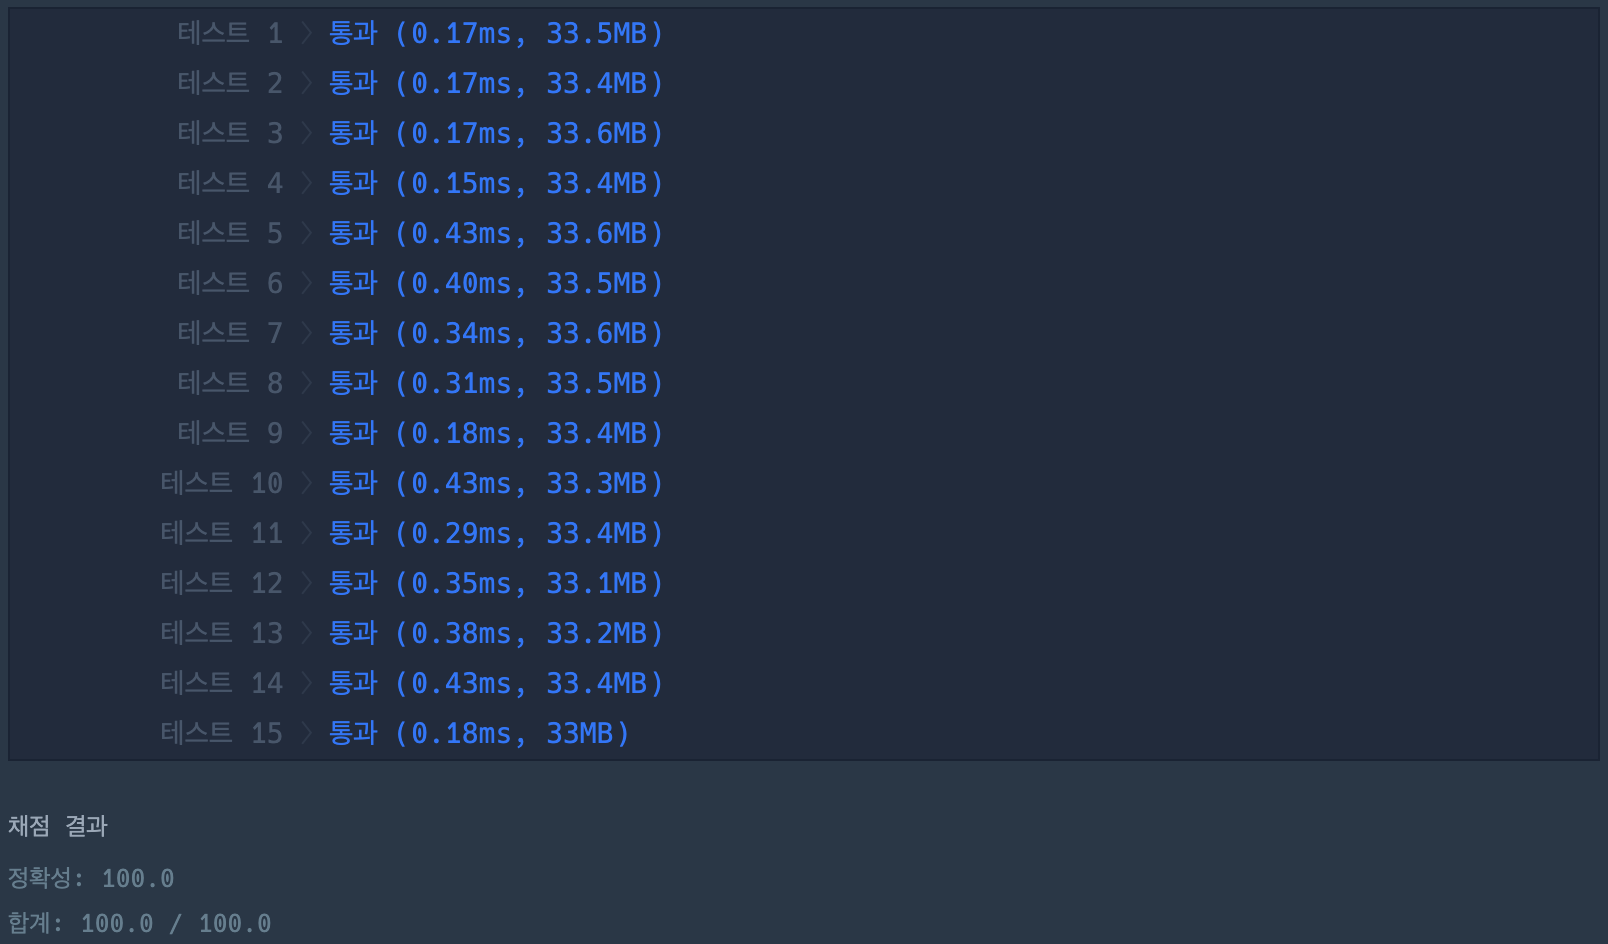 테스트 1 〉 통과 (0.17ms, 33.5MB)
테스트 2 〉 통과 (0.17ms, 33.4MB)
테스트 3 〉 통과 (0.17ms, 33.6MB)
테스트 4 〉 통과 (0.15ms, 33.4MB)
테스트 5 〉 통과 (0.43ms, 33.6MB)
테스트 6 〉 통과 (0.40ms, 33.5MB)
테스트 7 〉 통과 (0.34ms, 33.6MB)
테스트 8 〉 통과 (0.31ms, 33.5MB)
테스트 9 〉 통과 (0.18ms, 33.4MB)
테스트 10 〉 통과 (0.43ms, 33.3MB)
테스트 11 〉 통과 (0.29ms, 33.4MB)
테스트 12 〉 통과 (0.35ms, 33.1MB)
테스트 13 〉 통과 (0.38ms, 33.2MB)
테스트 14 〉 통과 (0.43ms, 33.4MB)
테스트 15 〉 통과 (0.18ms, 33MB)
채점 결과
정확성: 100.0
합계: 100.0 / 100.0